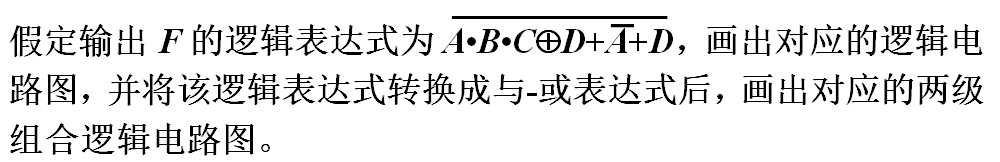 假定输出 F 的逻辑表达式为 $\overline{A•B•C⊕D+\overline{A}+D}$，画出对应的逻辑电
路图，并将该逻辑表达式转换成与-或表达式后，画出对应的两级
组合逻辑电路图。